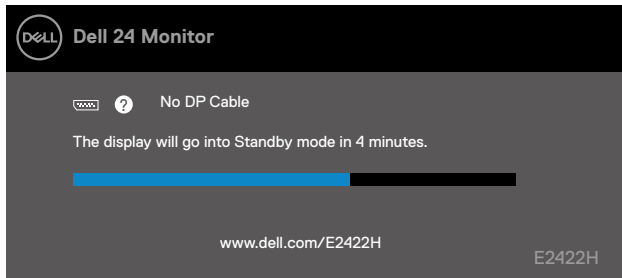 DELL Dell 24 Monitor
? No DP Cable
The display will go into Standby mode in 4 minutes.
www.dell.com/E2422H
E2422H